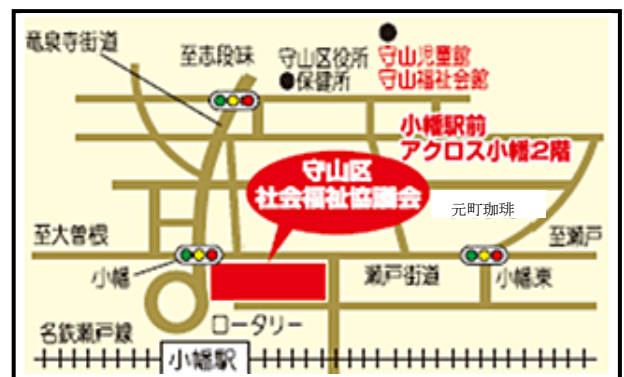 竜泉寺街道
至志段味
守山区役所
●保健所
守山児童館
守山福祉会館
小幡駅前
アクロス小幡2階
守山区
社会福祉協議会
元町珈琲
至大曽根
至瀬戸
小幡
瀬戸街道
小幡東
ロータリー
名鉄瀬戸線
小幡駅